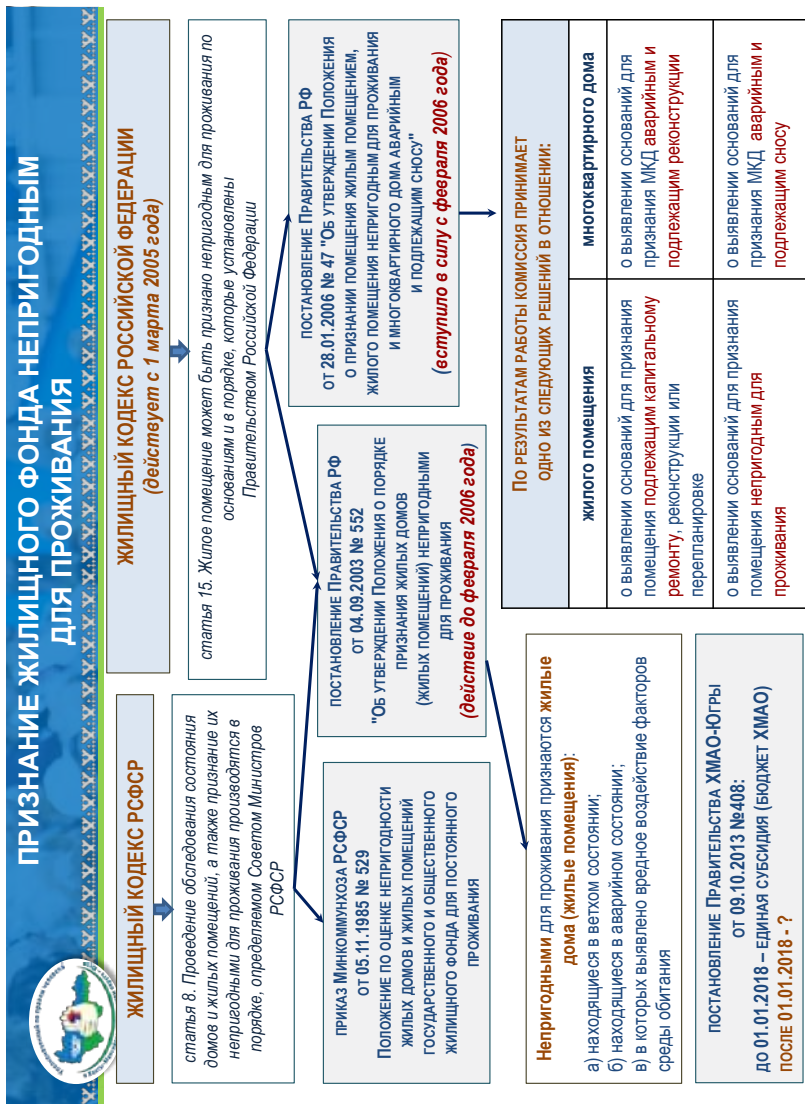 ПРИЗНАНИЕ ЖИЛИЩНОГО ФОНДА НЕПРИГОДНЫМ
ДЛЯ ПРОЖИВАНИЯ
ЖИЛИЩНЫЙ КОДЕКС РСФСР
статья 8. Проведение обследования состояния
домов и жилых помещений, а также признание их
непригодными для проживания производятся в
порядке, определяемом Советом Министров
РСФСР
ЖИЛИЩНЫЙ КОДЕКС РОССИЙСКОЙ ФЕДЕРАЦИИ
(действует с 1 марта 2005 года)
статья 15. Жилое помещение может быть признано непригодным для проживания по
основаниям и в порядке, которые установлены
Правительством Российской Федерации
ПРИКАЗ МИНКОММУНХОЗА РСФСР
ОТ 05.11.1985 № 529
ПОЛОЖЕНИЕ ПО ОЦЕНКЕ НЕПРИГОДНОСТИ
ЖИЛЫХ ДОМОВ И ЖИЛЫХ ПОМЕЩЕНИЙ
ГОСУДАРСТВЕННОГО И ОБЩЕСТВЕННОГО
ЖИЛИЩНОГО ФОНДА ДЛЯ ПОСТОЯННОГО
ПРОЖИВАНИЯ
ПОСТАНОВЛЕНИЕ ПРАВИТЕЛЬСТВА РФ
ОТ 04.09.2003 № 552
"ОБ УТВЕРЖДЕНИИ ПОЛОЖЕНИЯ О ПОРЯДКЕ
ПРИЗНАНИЯ ЖИЛЫХ ДОМОВ
(ЖИЛЫХ ПОМЕЩЕНИЙ) НЕПРИГОДНЫМИ
ДЛЯ ПРОЖИВАНИЯ
(действие до февраля 2006 года)
ПОСТАНОВЛЕНИЕ ПРАВИТЕЛЬСТВА РФ
ОТ 28.01.2006 № 47 "ОБ УТВЕРЖДЕНИИ ПОЛОЖЕНИЯ
О ПРИЗНАНИИ ПОМЕЩЕНИЯ ЖИЛЫМ ПОМЕЩЕНИЕМ,
ЖИЛОГО ПОМЕЩЕНИЯ НЕПРИГОДНЫМ ДЛЯ ПРОЖИВАНИЯ
И МНОГОКВАРТИРНОГО ДОМА АВАРИЙНЫМ
И ПОДЛЕЖАЩИМ СНОСУ"
(вступило в силу с февраля 2006 года)
Непригодными для проживания признаются жилые
дома (жилые помещения):
а) находящиеся в ветхом состоянии;
б) находящиеся в аварийном состоянии;
в) в которых выявлено вредное воздействие факторов
среды обитания
ПОСТАНОВЛЕНИЕ ПРАВИТЕЛЬСТВА ХМАО-ЮГРЫ
ОТ 09.10.2013 №408:
ДО 01.01.2018 – ЕДИНАЯ СУБСИДИЯ (БЮДЖЕТ ХМАО)
ПОСЛЕ 01.01.2018 - ?
ПО РЕЗУЛЬТАТАМ РАБОТЫ КОМИССИЯ ПРИНИМАЕТ
ОДНО ИЗ СЛЕДУЮЩИХ РЕШЕНИЙ В ОТНОШЕНИИ:
ЖИЛОГО ПОМЕЩЕНИЯ
МНОГОКВАРТИРНОГО ДОМА
о выявлении оснований для признания
помещения подлежащим капитальному
ремонту, реконструкции или
перепланировке
о выявлении оснований для
признания МКД аварийным и
подлежащим реконструкции
о выявлении оснований для признания
помещения непригодным для
проживания
о выявлении оснований для
признания МКД аварийным и
подлежащим сносу